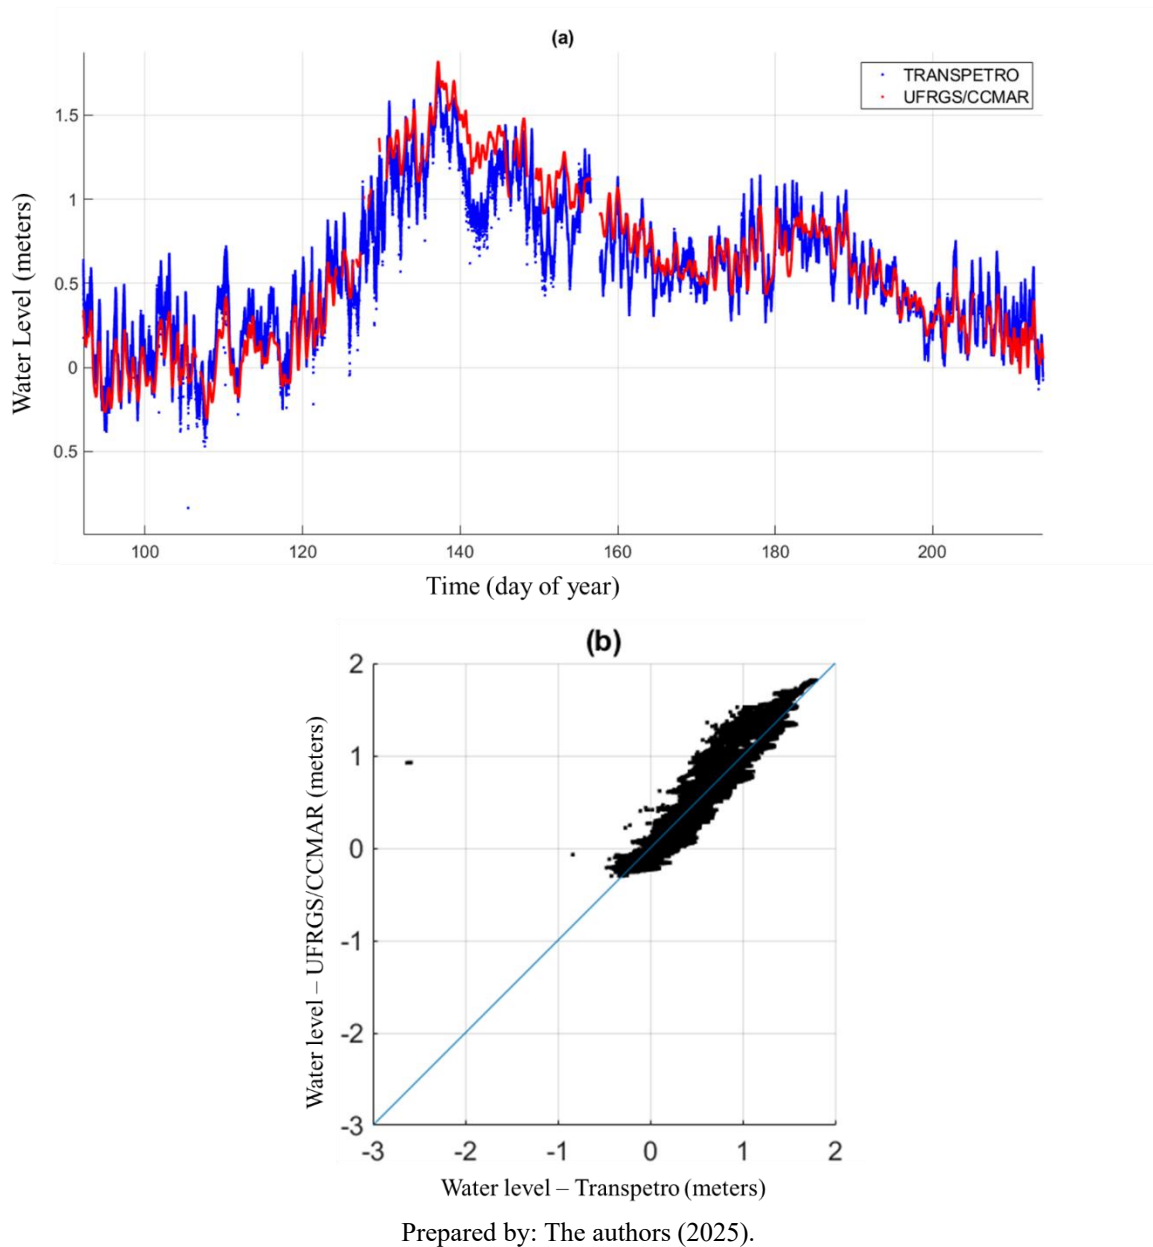 (a)
TRANSPETRO
UFRGS/CCMAR
Water Level (meters)
1.5
1
0.5
0
0.5
100 120 140 160 180 200
Time (day of year)
(b)
Water level – UFRGS/CCMAR (meters)
2
1
0
-1
-2
-3
-3 -2 -1 0 1 2
Water level – Transpetro (meters)
Prepared by: The authors (2025).